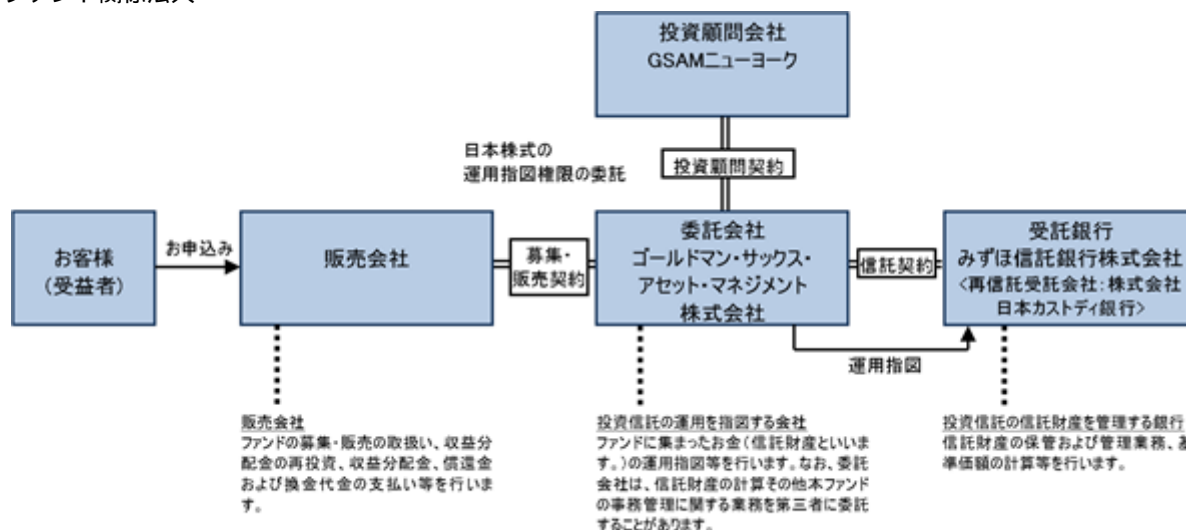 投資顧問会社
GSAMニューヨーク
日本株式の
運用指図権限の委託
投資顧問契約
お客様
(受益者)
お申込み
販売会社
募集・
販売契約
委託会社
ゴールドマン・サックス・
アセット・マネジメント
株式会社
信託契約
受託銀行
みずほ信託銀行株式会社
<再信託受託会社:株式会社
日本カストディ銀行>
運用指図
販売会社
ファンドの募集・販売の取扱い、収益分
配金の再投資、収益分配金、償還金
および換金代金の支払い等を行いま
す。
投資信託の運用を指図する会社
ファンドに集まったお金(信託財産といいま
す。)の運用指図等を行います。なお、委託
会社は、信託財産の計算その他本ファンド
の事務管理に関する業務を第三者に委託
することがあります。
投資信託の信託財産を管理する銀行
信託財産の保管および管理業務、基
準価額の計算等を行います。